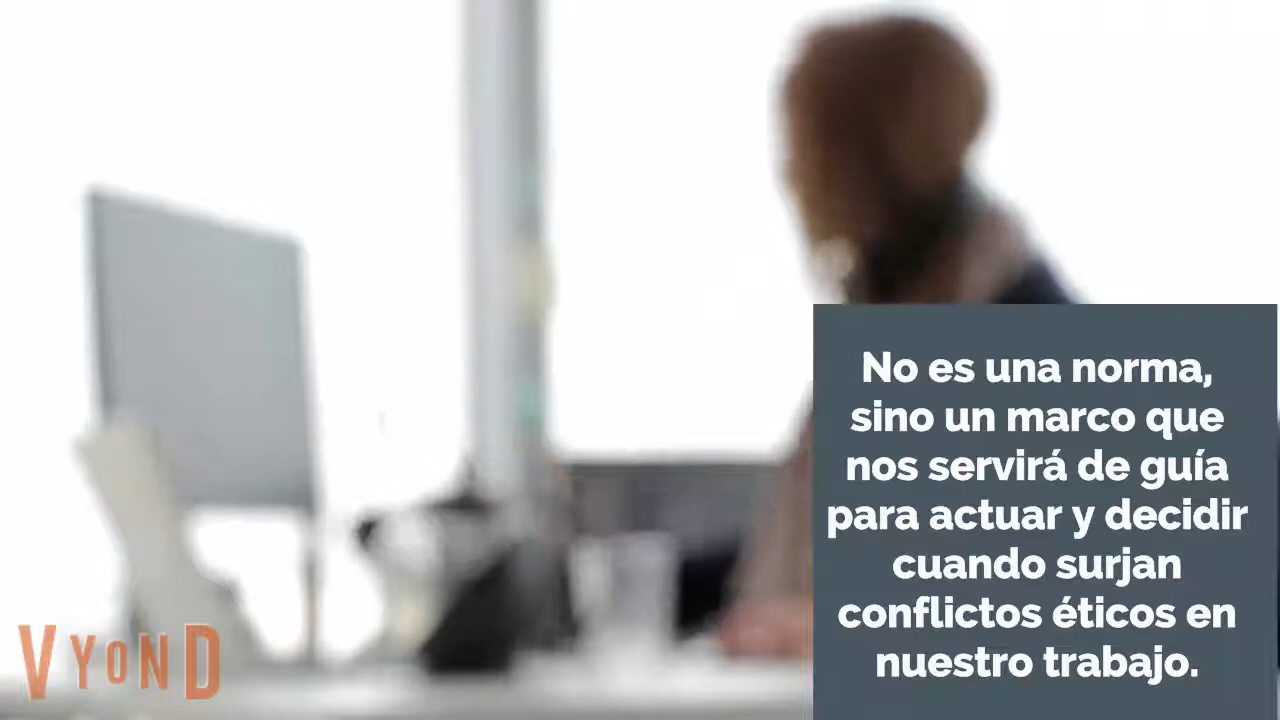 No es una norma,
sino un marco que
nos servirá de guía
para actuar y decidir
cuando surjan
conflictos éticos en
nuestro trabajo.
VYOND